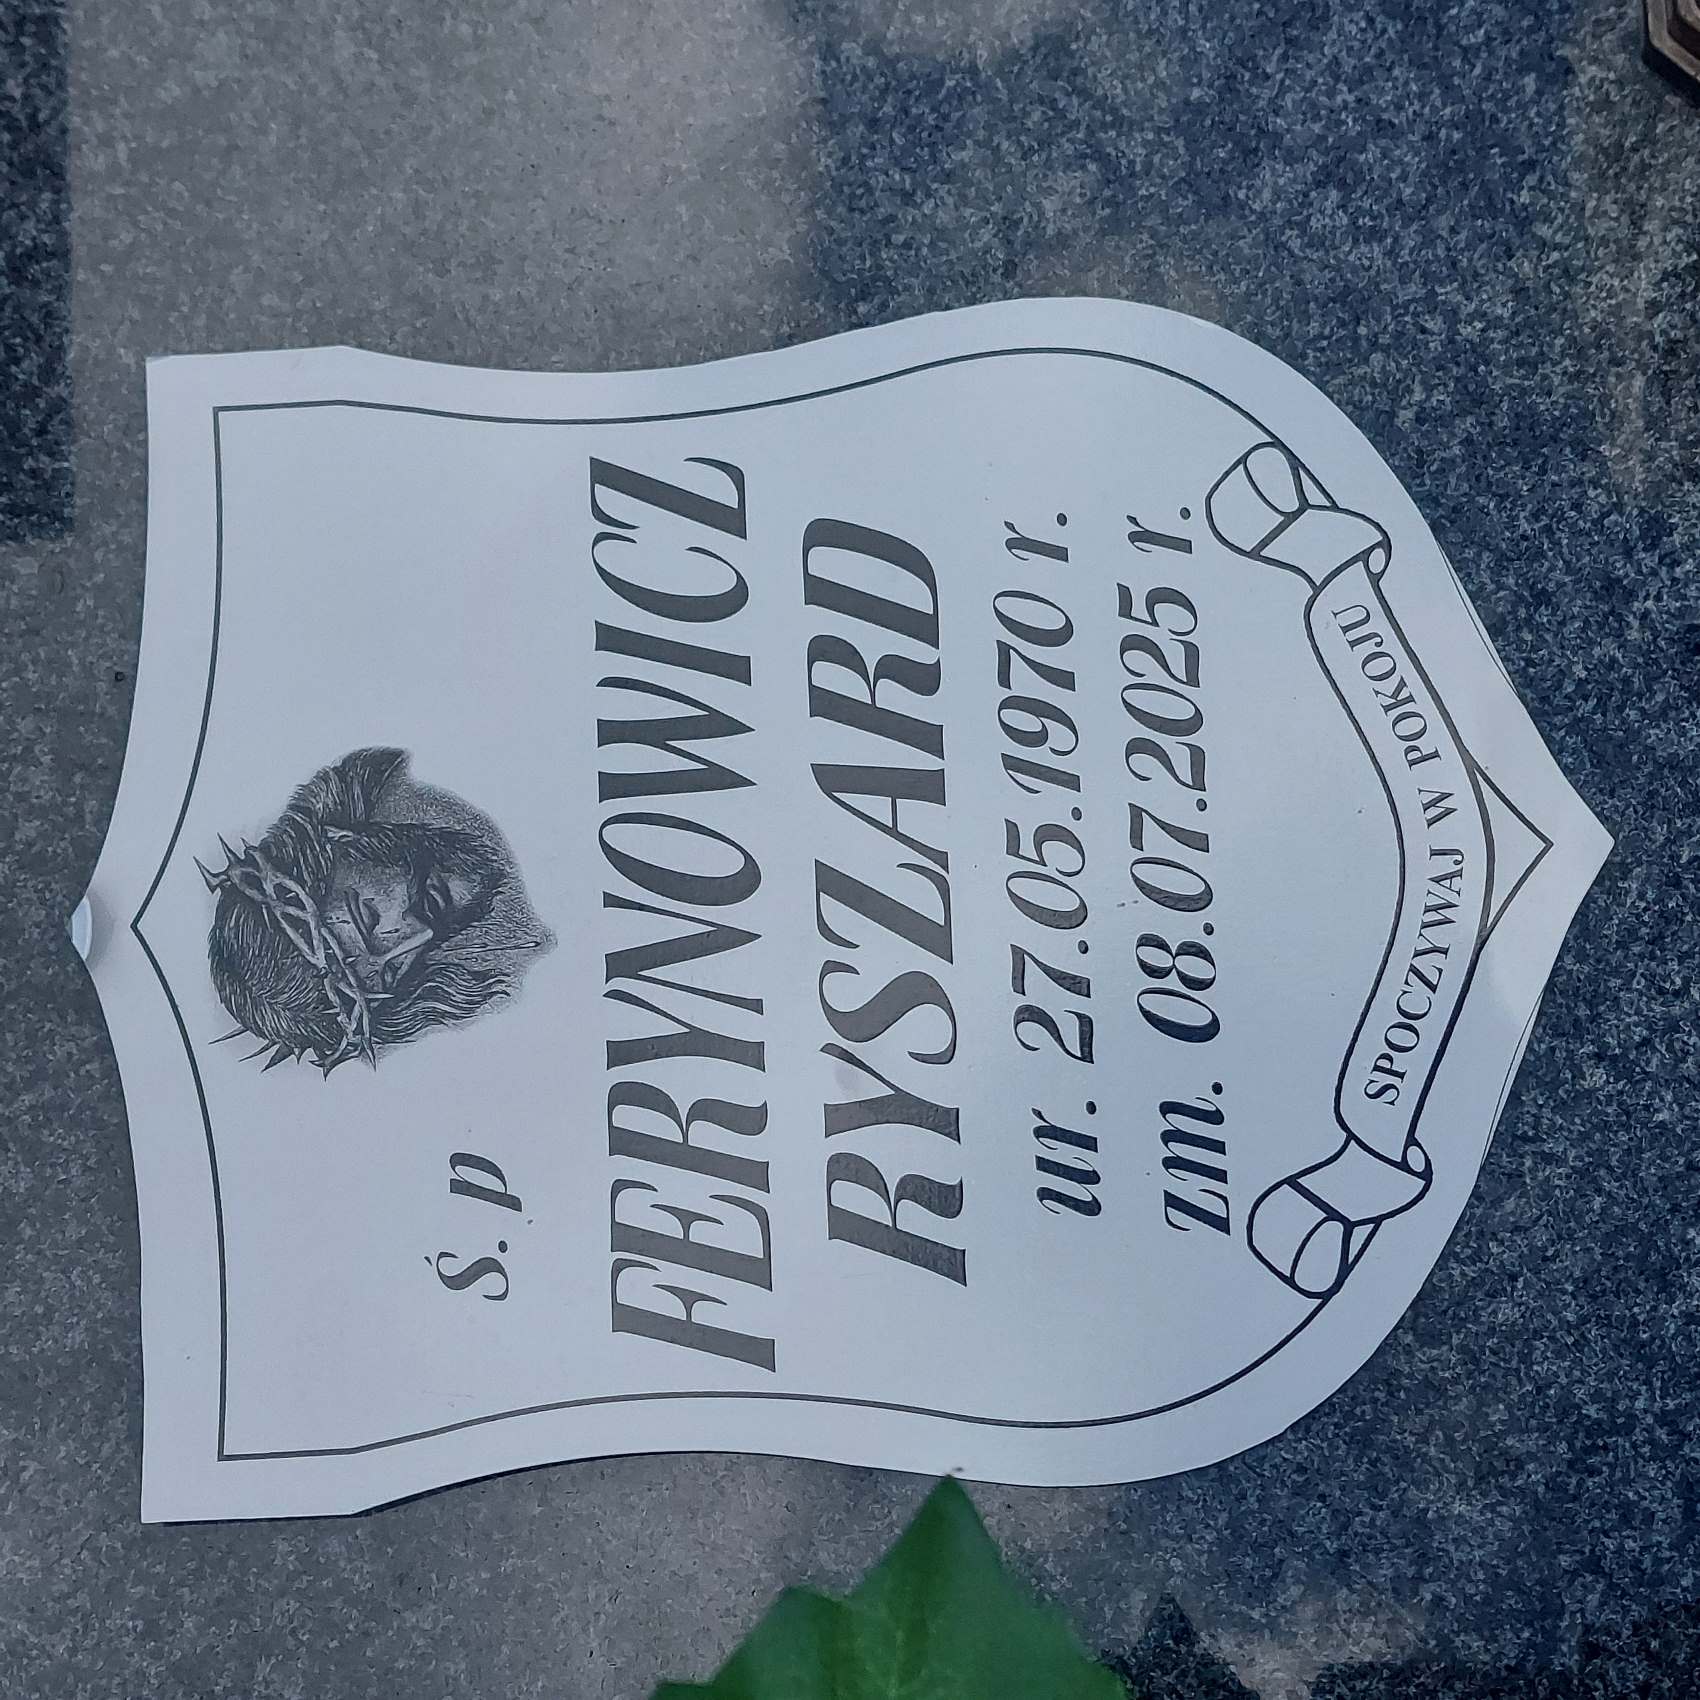 Ś. p
FERYNOWICZ
RYSZARD
ur. 27.05.1970 r.
zm. 08.07.2025 r.
SPOCZYWAJ W POKOJU